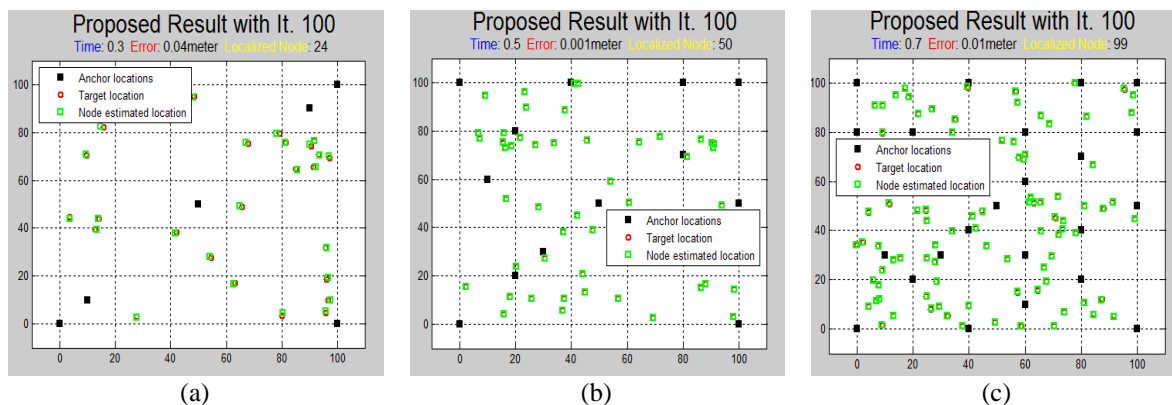 Proposed Result with It. 100
Time: 0.3 Error: 0.04meter Localized Node: 24
Anchor locations
Target location
Node estimated location
100
80
60
40
20
0
0 20 40 60 80 100
(a)
Proposed Result with It. 100
Time: 0.5 Error: 0.001meter Localized Node: 50
100
80
60
40
20
0
Anchor locations
Target location
Node estimated location
0 20 40 60 80 100
(b)
Proposed Result with It. 100
Time: 0.7 Error: 0.01meter Localized Node: 99
100
80
60
40
20
0
Anchor locations
Target location
Node estimated location
0 20 40 60 80 100
(c)